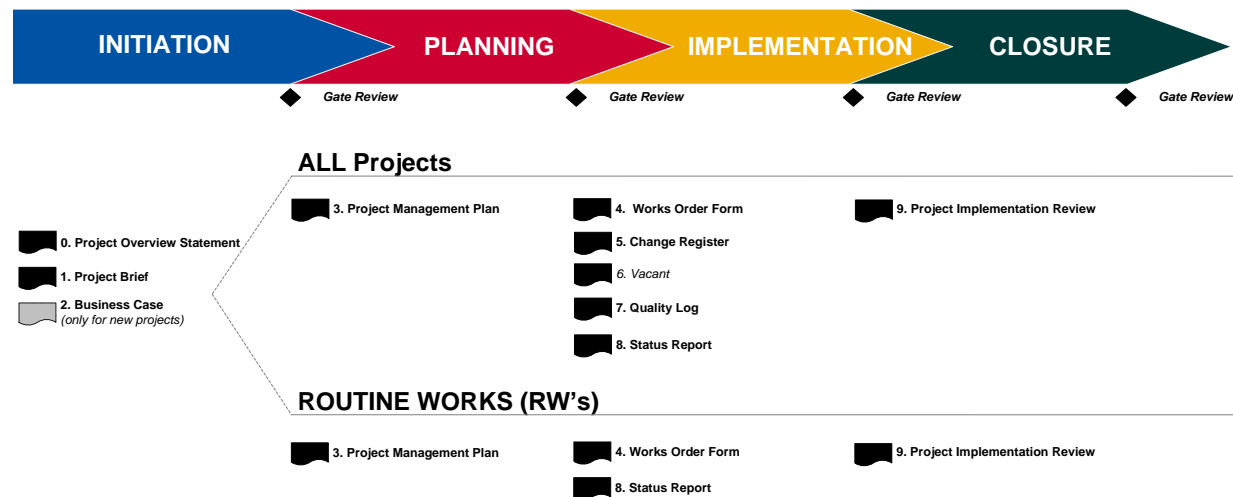 INITIATION
PLANNING
IMPLEMENTATION
CLOSURE
Gate Review
Gate Review
Gate Review
Gate Review
ALL Projects
0. Project Overview Statement
1. Project Brief
2. Business Case
(only for new projects)
3. Project Management Plan
4. Works Order Form
5. Change Register
6. Vacant
7. Quality Log
8. Status Report
9. Project Implementation Review
ROUTINE WORKS (RW's)
3. Project Management Plan
4. Works Order Form
8. Status Report
9. Project Implementation Review